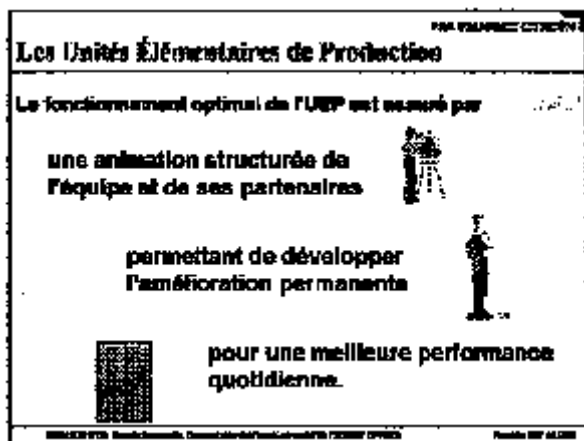 Les Unités Élémentaires de Production
Le fonctionnement optimal de l'UEP est assuré par
une animation structurée de
l'équipe et de ses partenaires
permettant de développer
l'amélioration permanente
pour une meilleure performance
quotidienne.